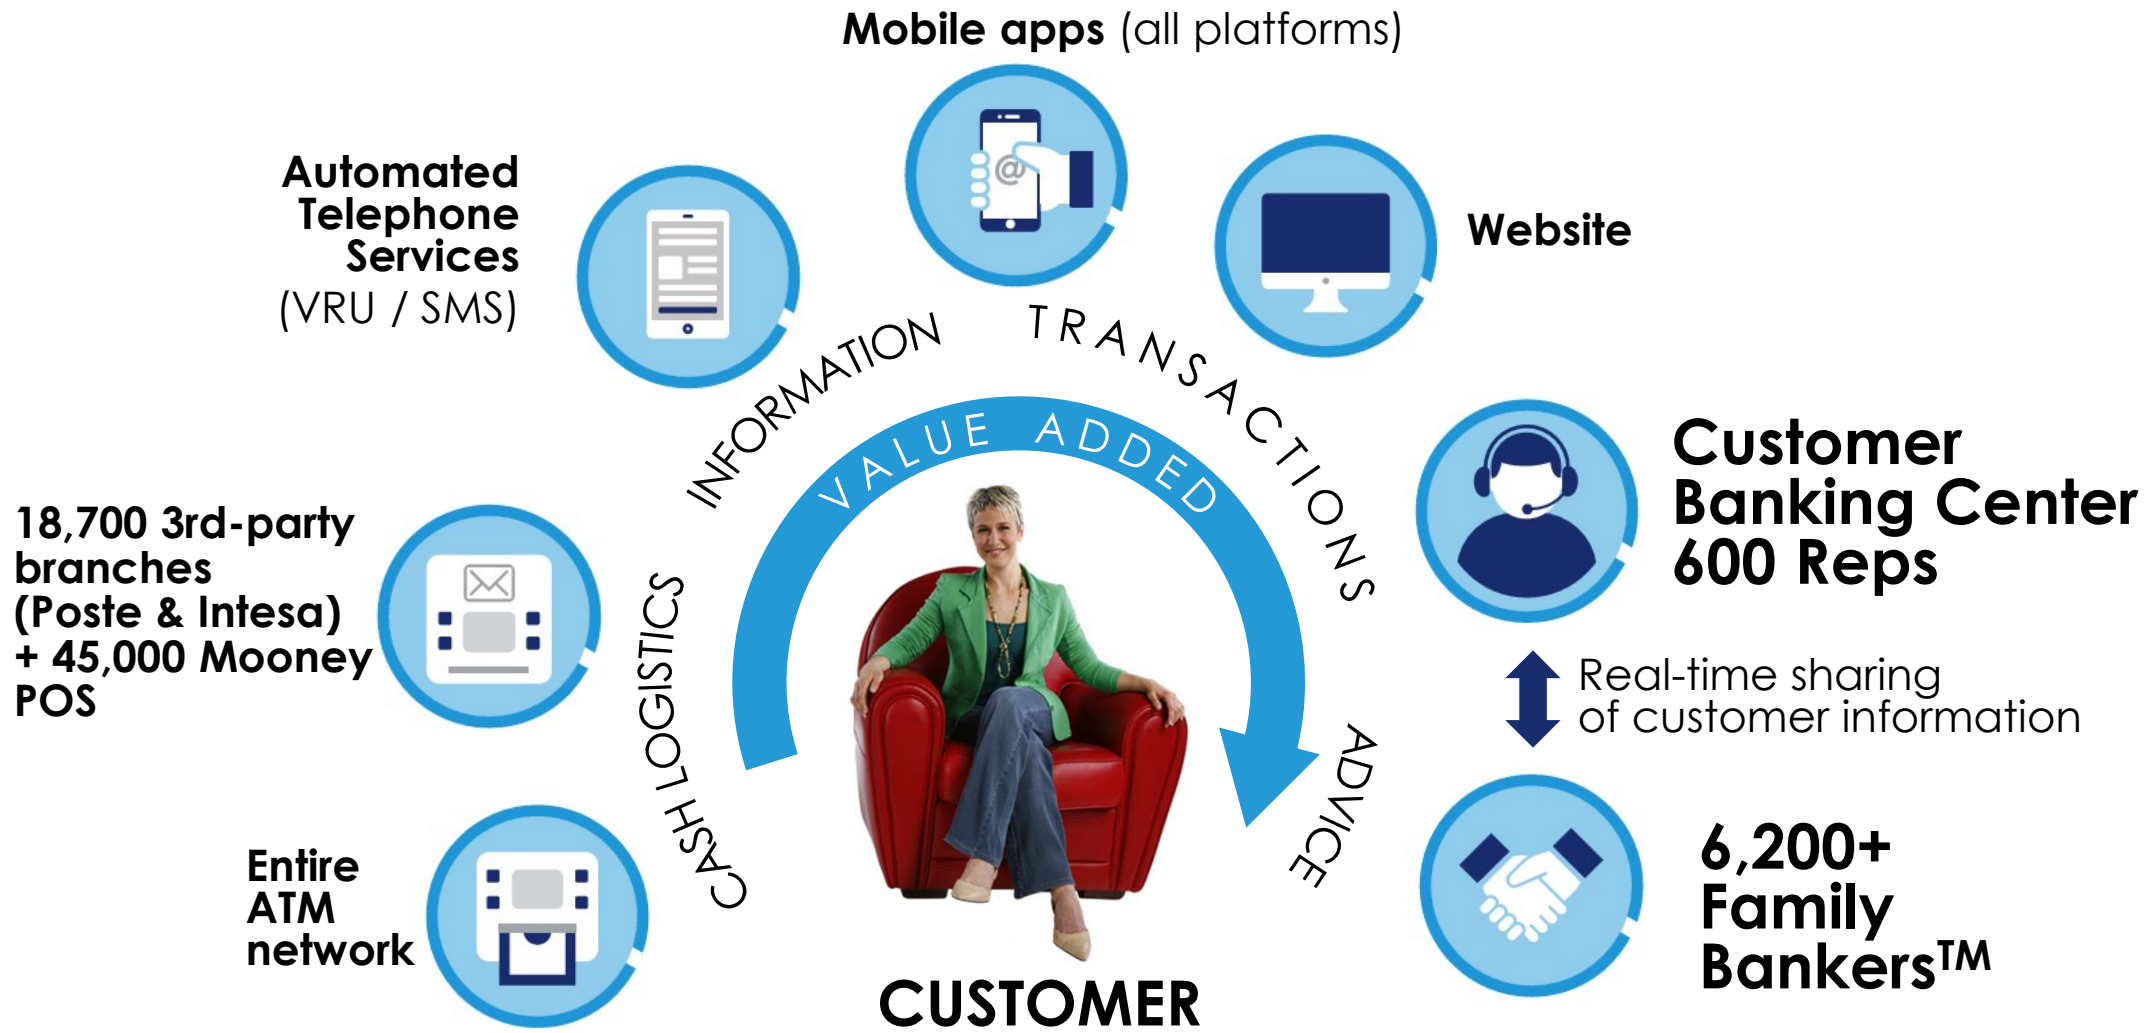 Mobile apps (all platforms)
Automated
Telephone
Services
(VRU / SMS)
Website
INFORMATION
TRANSACTIONS
VALUE ADDED
Customer
Banking Center
600 Reps
18,700 3rd-party
branches
(Poste & Intesa)
+ 45,000 Mooney
POS
CASH LOGISTICS
Real-time sharing
of customer information
ADVICE
Entire
ATM
network
6,200+
Family
Bankers™
@
CUSTOMER